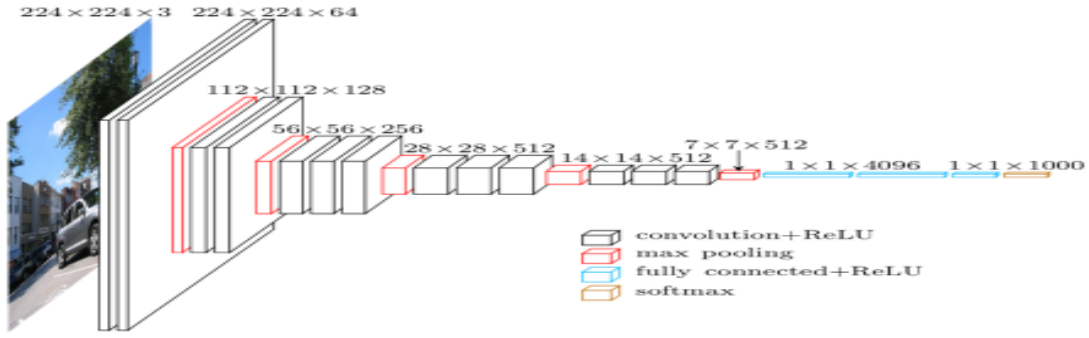 224 × 224 × 3
224 × 224 × 64
112 × 112 × 128
56 × 56 × 256
28 × 28 × 512
14 × 14 × 512
7 × 7 × 512
1 × 1 × 4096
1 × 1 × 1000
convolution+ReLU
max pooling
fully connected+ReLU
softmax